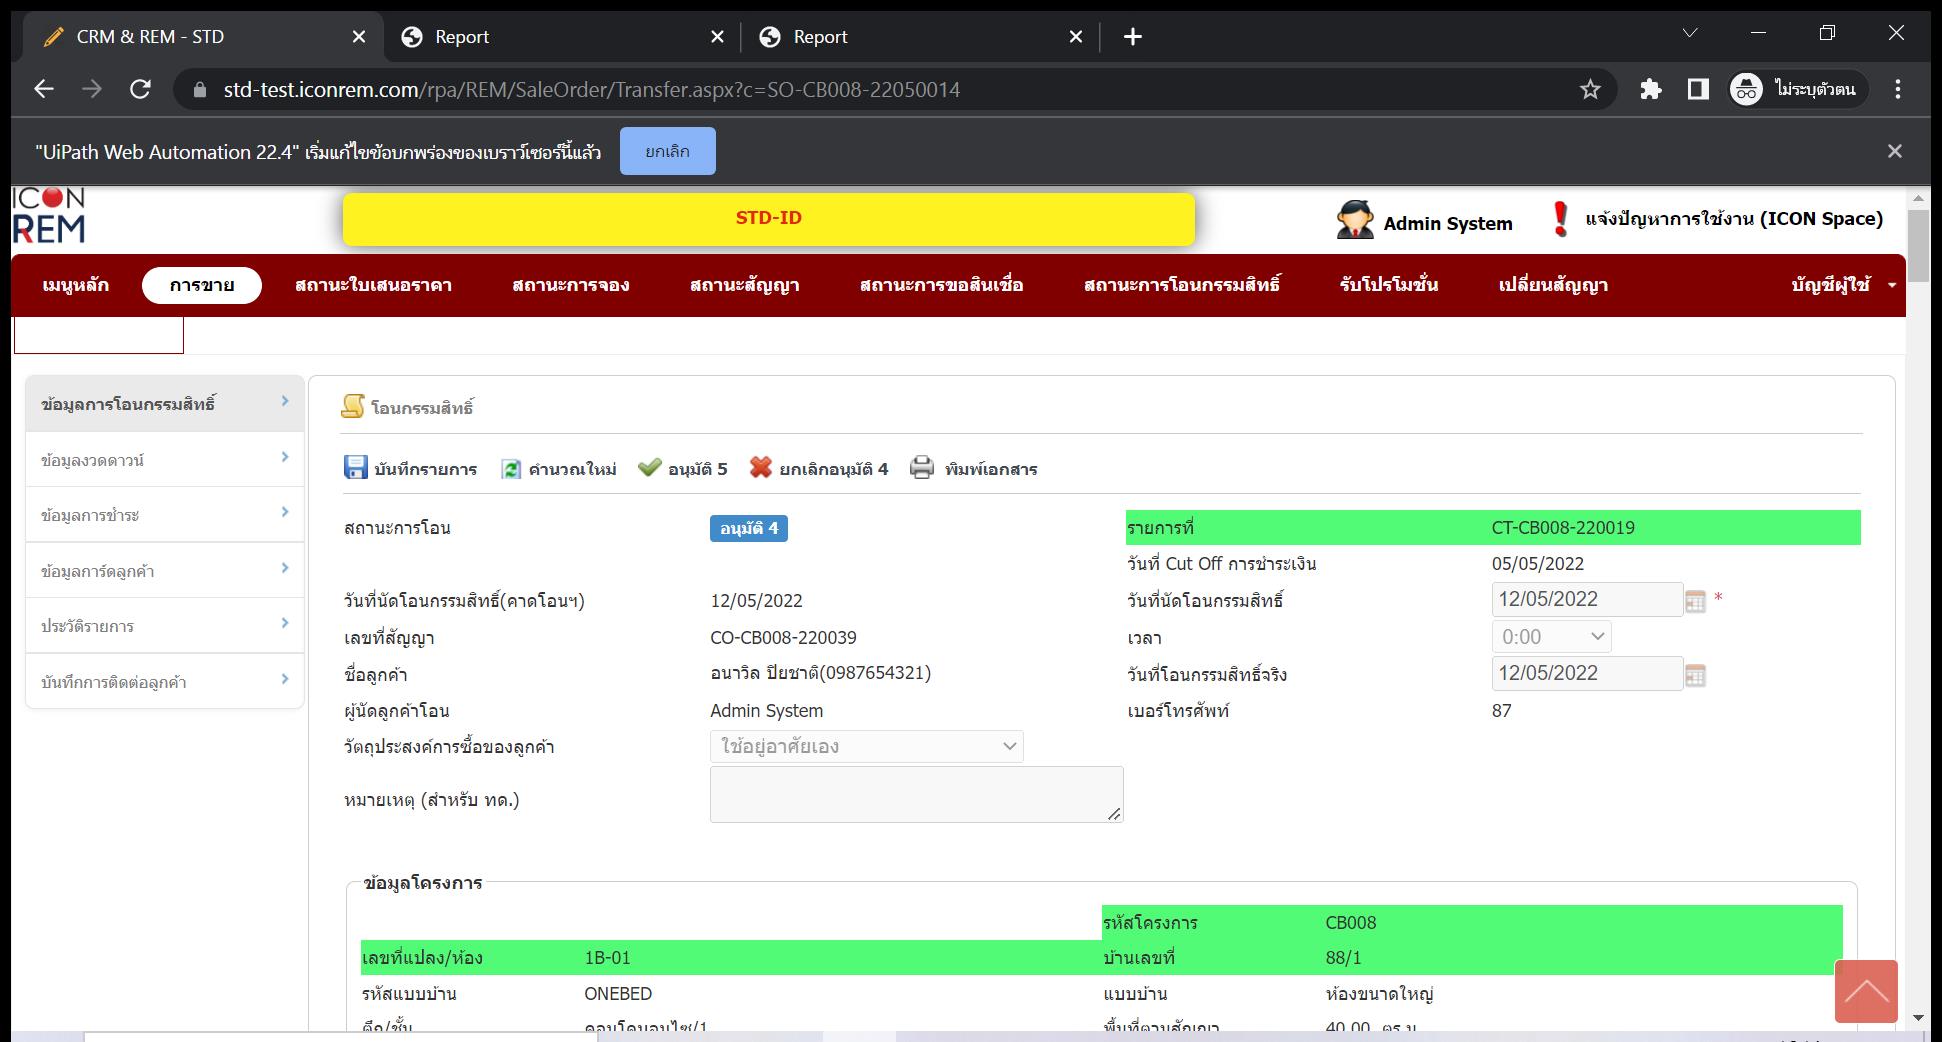 CRM & REM - STD
Report
Report
std-test.iconrem.com/rpa/REM/SaleOrder/Transfer.aspx?c=SO-CB008-22050014
ไม่ระบุตัวตน
"UiPath Web Automation 22.4" เริ่มแก้ไขข้อบกพร่องของเบราว์เซอร์นี้แล้ว
ยกเลิก
ICON
REM
STD-ID
Admin System
แจ้งปัญหาการใช้งาน (ICON Space)
เมนูหลัก
การขาย
สถานะใบเสนอราคา
สถานะการจอง
สถานะสัญญา
สถานะการขอสินเชื่อ
สถานะการโอนกรรมสิทธิ์
รับโปรโมชั่น
เปลี่ยนสัญญา
บัญชีผู้ใช้
ข้อมูลการโอนกรรมสิทธิ์
ข้อมูลงวดดาวน์
ข้อมูลการชำระ
ข้อมูลการ์ดลูกค้า
ประวัติรายการ
บันทึกการติดต่อลูกค้า
โอนกรรมสิทธิ์
บันทึกรายการ
คำนวณใหม่
อนุมัติ 5
ยกเลิกอนุมัติ 4
พิมพ์เอกสาร
สถานะการโอน อนุมัติ 4 รายการที่ CT-CB008-220019
วันที่ Cut Off การชำระเงิน 05/05/2022
วันที่นัดโอนกรรมสิทธิ์(คาดโอนฯ) 12/05/2022 วันที่นัดโอนกรรมสิทธิ์ 12/05/2022 *
เลขที่สัญญา CO-CB008-220039 เวลา 0:00
ชื่อลูกค้า อนาวิล ปิยชาติ(0987654321) วันที่โอนกรรมสิทธิ์จริง 12/05/2022
ผู้นัดลูกค้าโอน Admin System เบอร์โทรศัพท์ 87
วัตถุประสงค์การซื้อของลูกค้า ใช้อยู่อาศัยเอง
หมายเหตุ (สำหรับ ทด.)
ข้อมูลโครงการ
รหัสโครงการ CB008
เลขที่แปลง/ห้อง 1B-01 บ้านเลขที่ 88/1
รหัสแบบบ้าน ONEBED แบบบ้าน ห้องขนาดใหญ่
ตึก/ชั้น คอนโดมอนไซ/1 พื้นที่ตามสัญญา 40.00 ตร.ม.